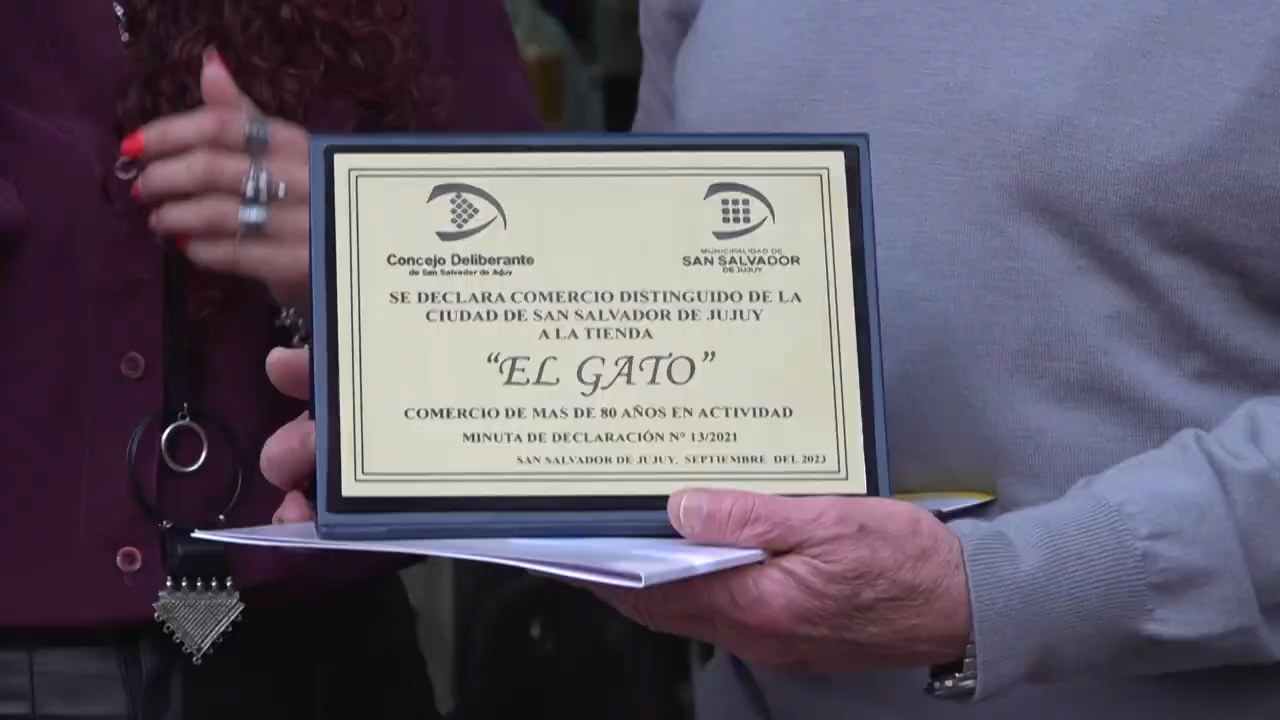 Concejo Deliberante
de San Salvador de Jujuy
MUNICIPALIDAD DE
SAN SALVADOR
DE JUJUY
SE DECLARA COMERCIO DISTINGUIDO DE LA
CIUDAD DE SAN SALVADOR DE JUJUY
A LA TIENDA
“EL GATO”
COMERCIO DE MAS DE 80 AÑOS EN ACTIVIDAD
MINUTA DE DECLARACIÓN N° 13/2021
SAN SALVADOR DE JUJUY, SEPTIEMBRE DEL 2023